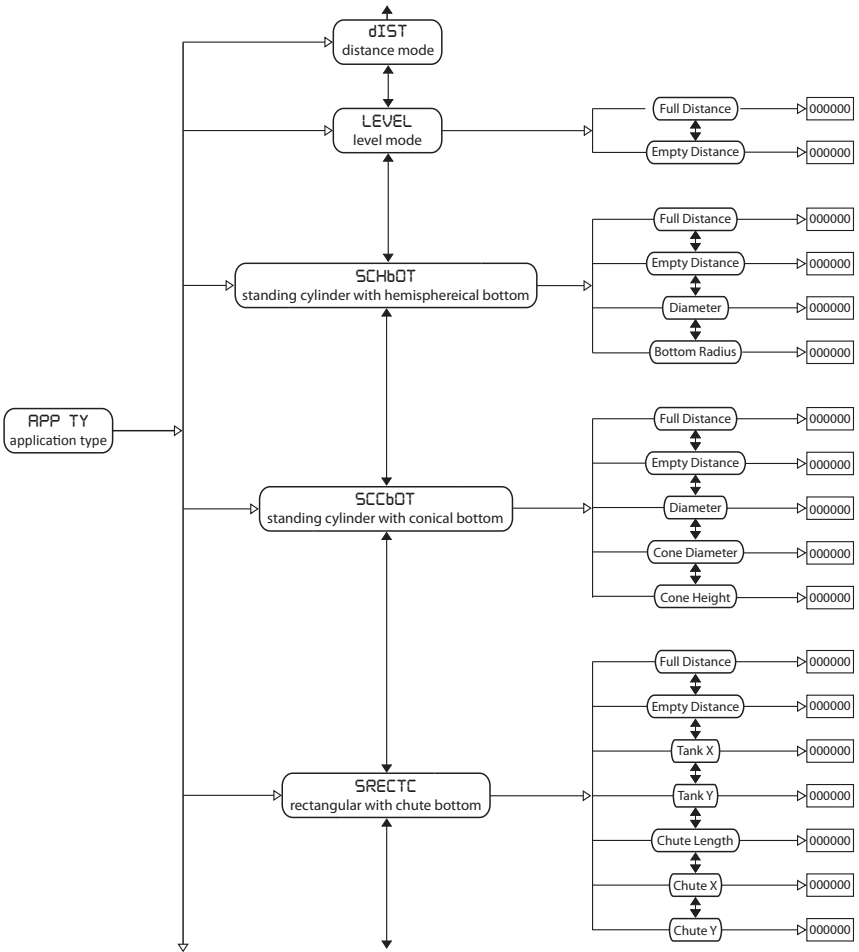 dIST
distance mode
LEVEL
level mode
Full Distance
000000
Empty Distance
000000
SCHbOT
standing cylinder with hemisphereical bottom
Full Distance
000000
Empty Distance
000000
Diameter
000000
Bottom Radius
000000
APP TY
application type
SCCbOT
standing cylinder with conical bottom
Full Distance
000000
Empty Distance
000000
Diameter
000000
Cone Diameter
000000
Cone Height
000000
SRECTC
rectangular with chute bottom
Full Distance
000000
Empty Distance
000000
Tank X
000000
Tank Y
000000
Chute Length
000000
Chute X
000000
Chute Y
000000